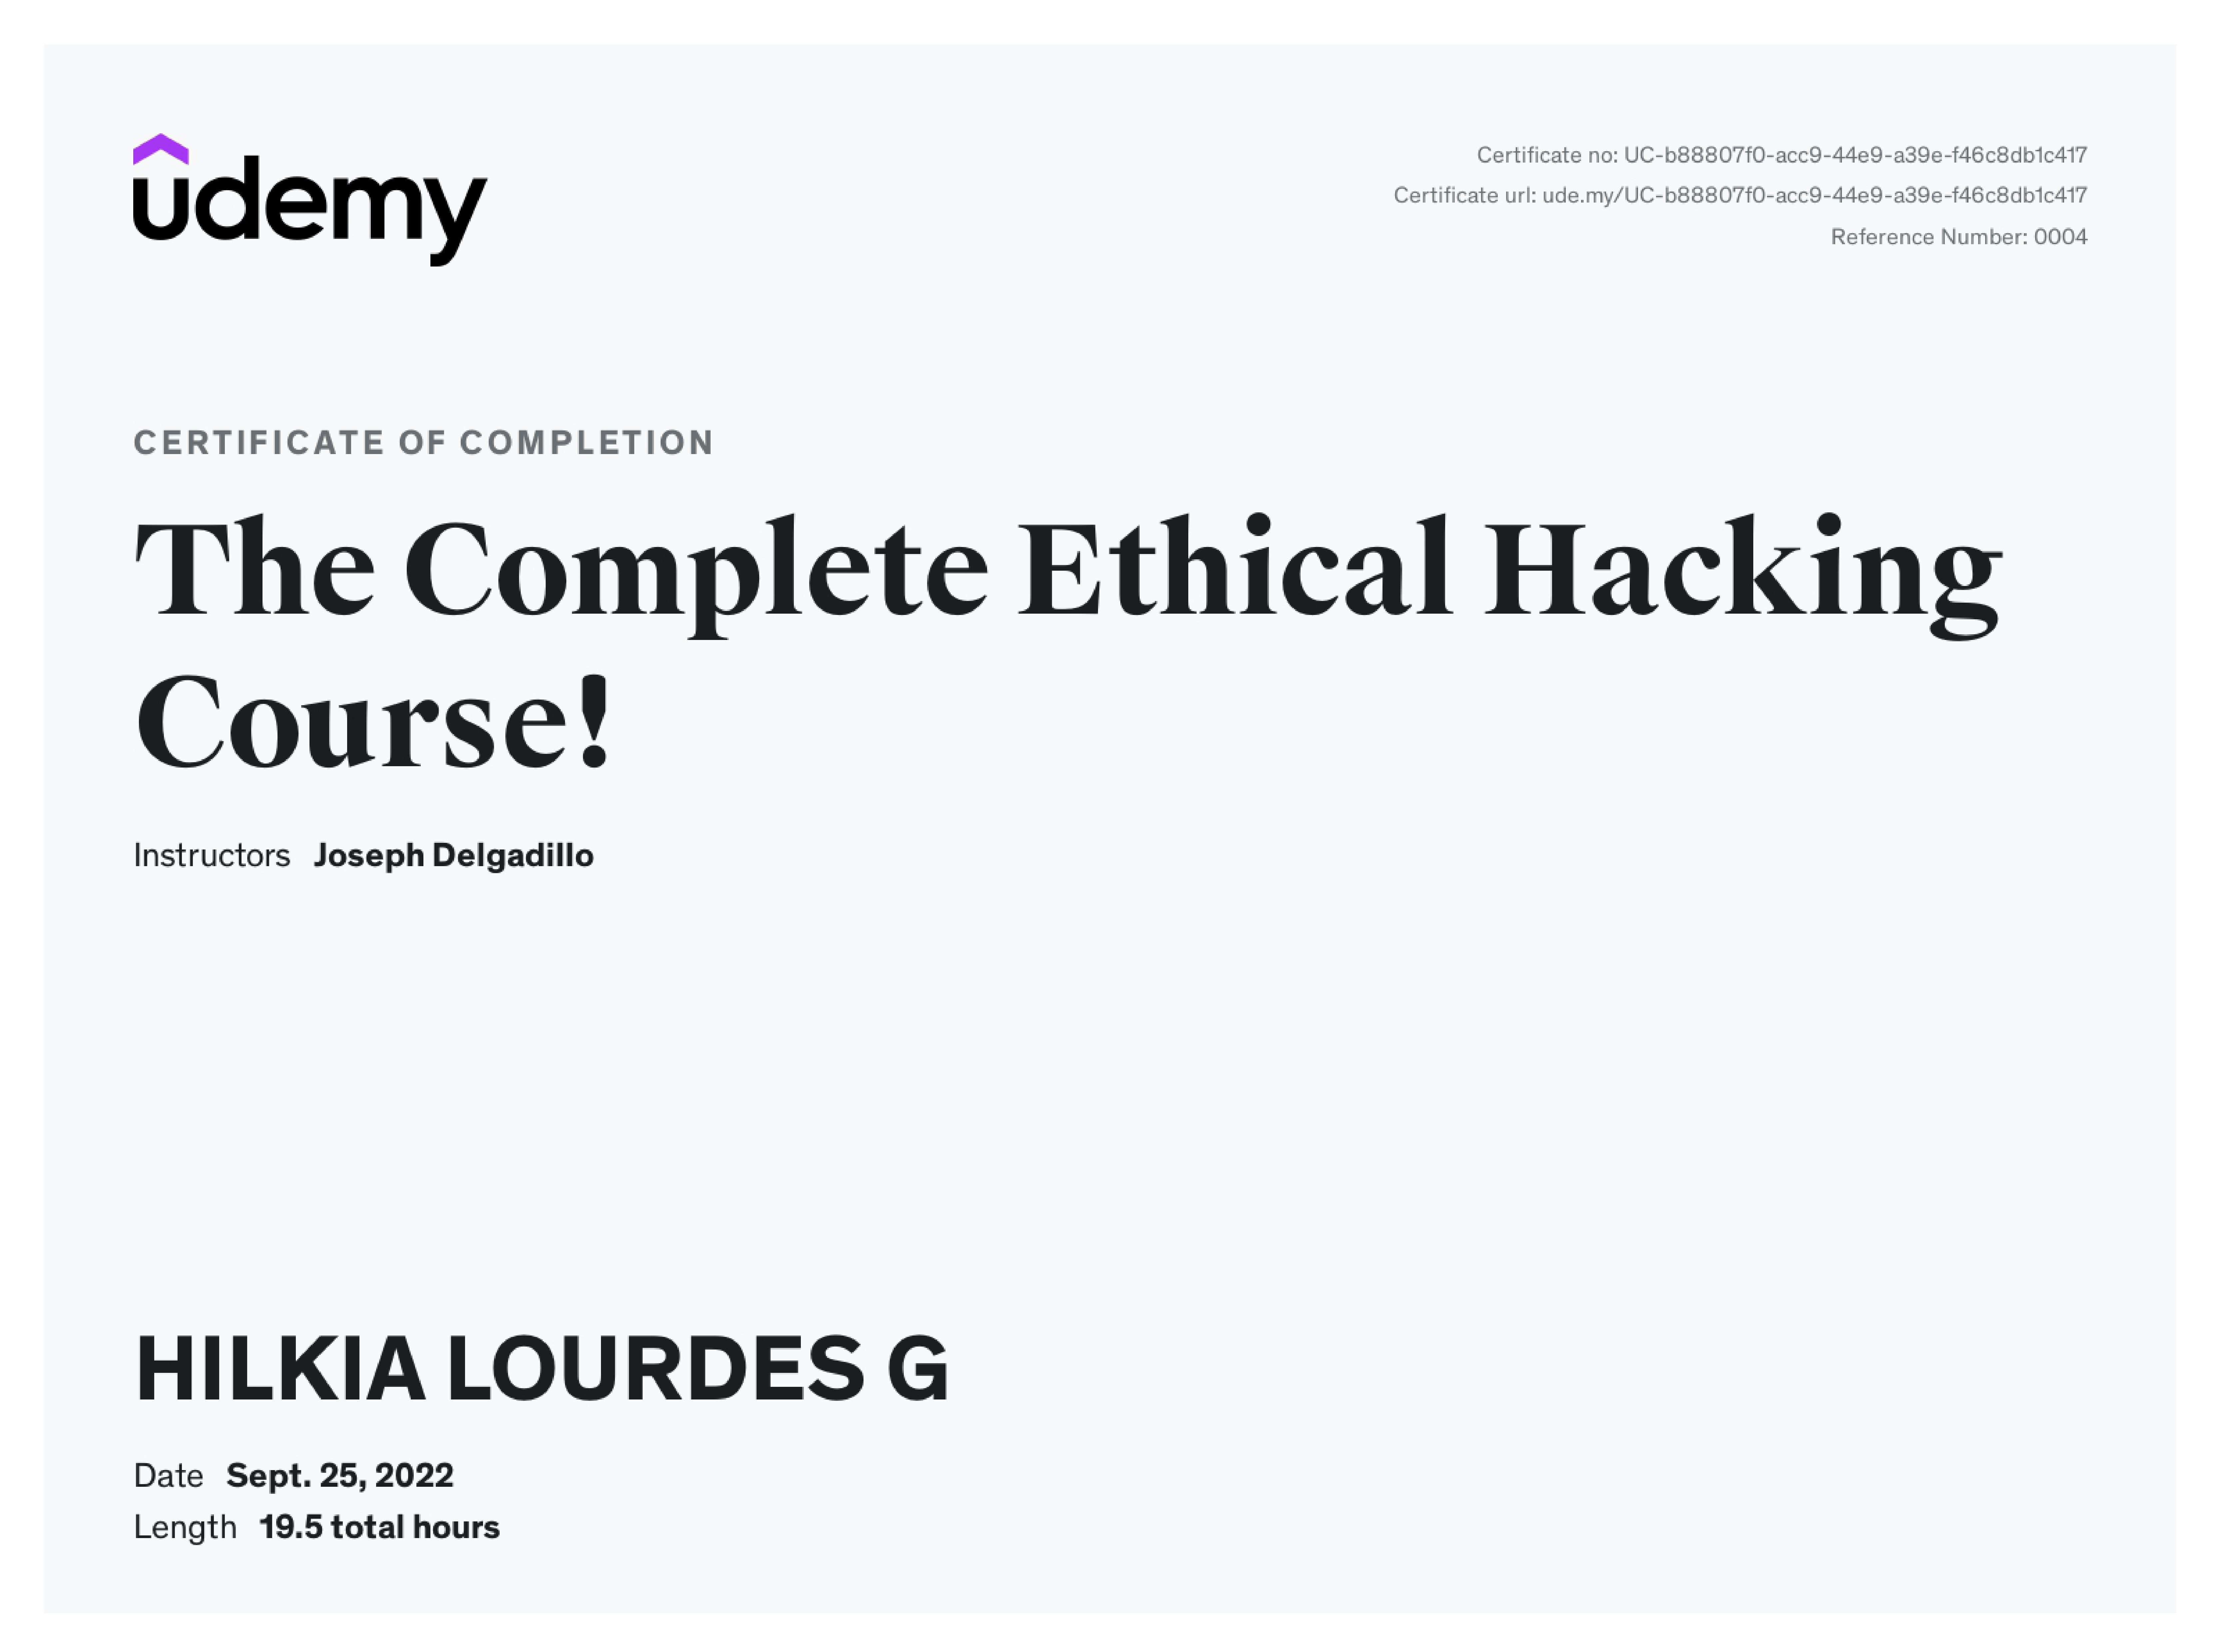 udemy
Certificate no: UC-b88807f0-acc9-44e9-a39e-f46c8db1c417
Certificate url: ude.my/UC-b88807f0-acc9-44e9-a39e-f46c8db1c417
Reference Number: 0004
CERTIFICATE OF COMPLETION
The Complete Ethical Hacking
Course!
Instructors Joseph Delgadillo
HILKIA LOURDES G
Date Sept. 25, 2022
Length 19.5 total hours